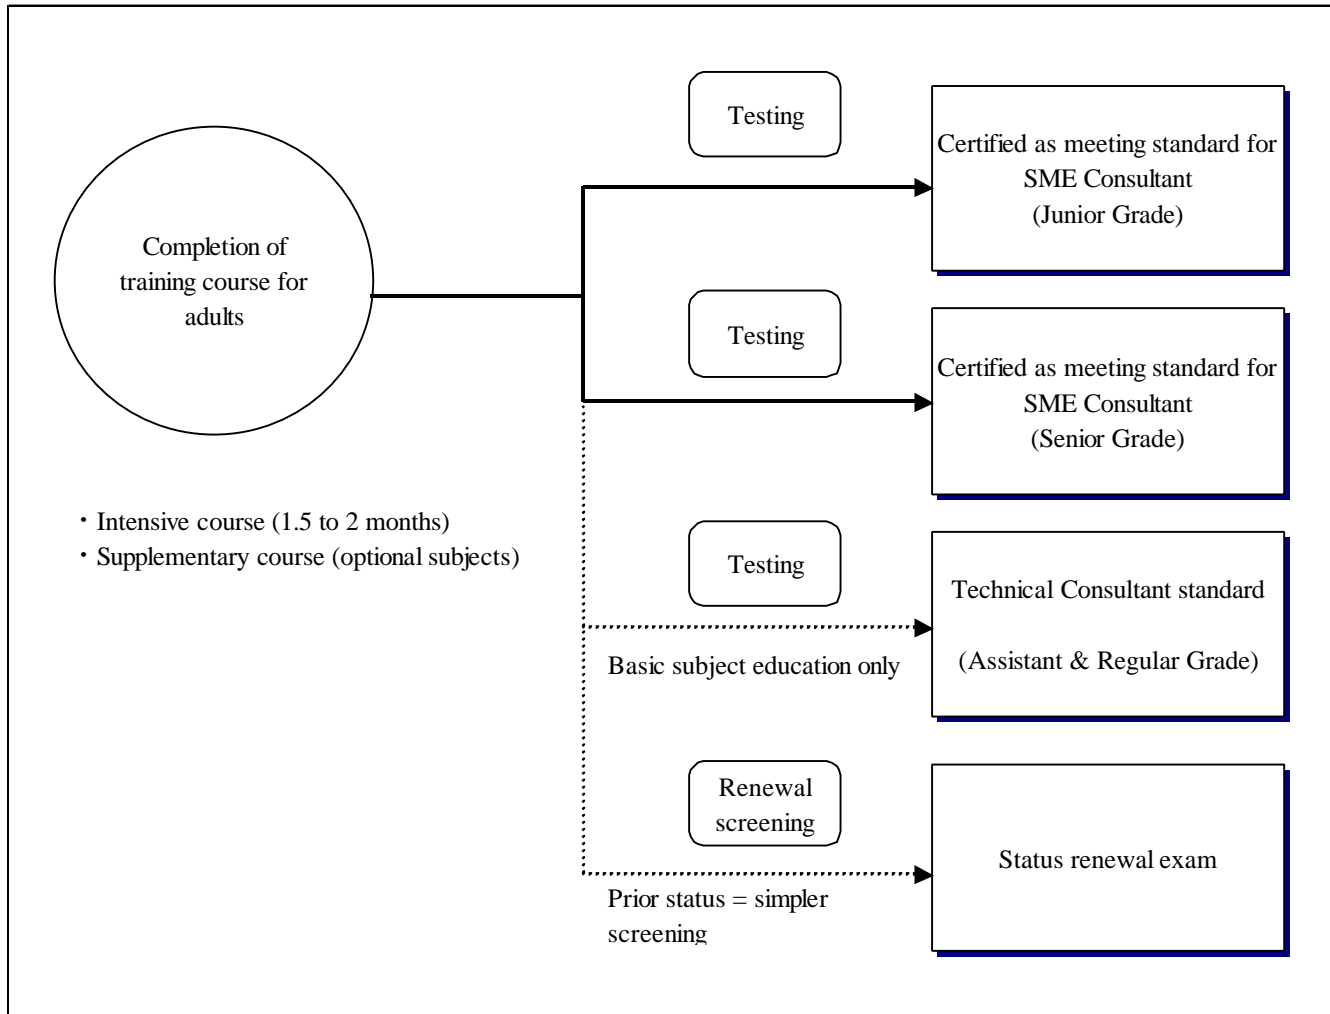 Completion of
training course for
adults
・Intensive course (1.5 to 2 months)
・Supplementary course (optional subjects)
Testing
Certified as meeting standard for
SME Consultant
(Junior Grade)
Testing
Certified as meeting standard for
SME Consultant
(Senior Grade)
Testing
Basic subject education only
Technical Consultant standard
(Assistant & Regular Grade)
Renewal
screening
Prior status = simpler
screening
Status renewal exam